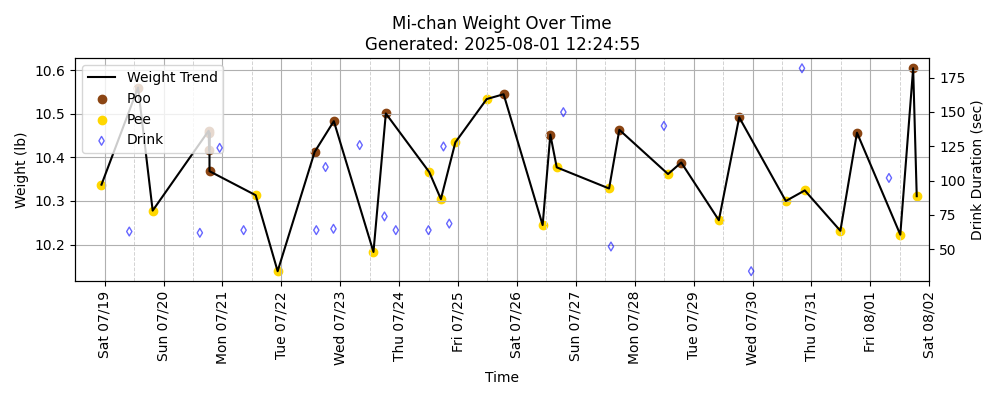 Mi-chan Weight Over Time
Generated: 2025-08-01 12:24:55
Weight Trend
Poo
Pee
Drink
Weight (lb)
10.6
10.5
10.4
10.3
10.2
Drink Duration (sec)
175
150
125
100
75
50
Sat 07/19
Sun 07/20
Mon 07/21
Tue 07/22
Wed 07/23
Thu 07/24
Fri 07/25
Sat 07/26
Sun 07/27
Mon 07/28
Tue 07/29
Wed 07/30
Thu 07/31
Fri 08/01
Sat 08/02
Time